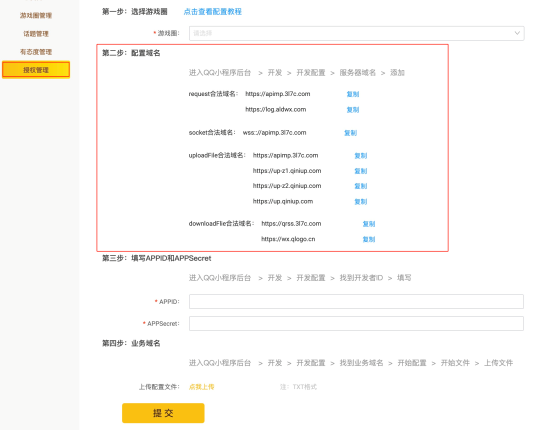 游戏圈管理
话题管理
有态度管理
授权管理
第一步：选择游戏圈 点击查看配置教程
* 游戏圈： 请选择
第二步：配置域名
进入QQ小程序后台 > 开发 > 开发配置 > 服务器域名 > 添加
request合法域名： https://apimp.3l7c.com 复制
https://log.aldwx.com 复制
socket合法域名： wss://apimp.3l7c.com 复制
uploadFile合法域名： https://apimp.3l7c.com 复制
https://up-z1.qiniup.com 复制
https://up-z2.qiniup.com 复制
https://up.qiniup.com 复制
downloadFlie合法域名： https://qrss.3l7c.com 复制
https://wx.qlogo.cn 复制
第三步：填写APPID和APPSecret
进入QQ小程序后台 > 开发 > 开发配置 > 找到开发者ID > 填写
* APPID：
* APPSecret：
第四步：业务域名
进入QQ小程序后台 > 开发 > 开发配置 > 找到业务域名 > 开始配置 > 开始文件 > 上传文件
上传配置文件： 点我上传 注：TXT格式
提交